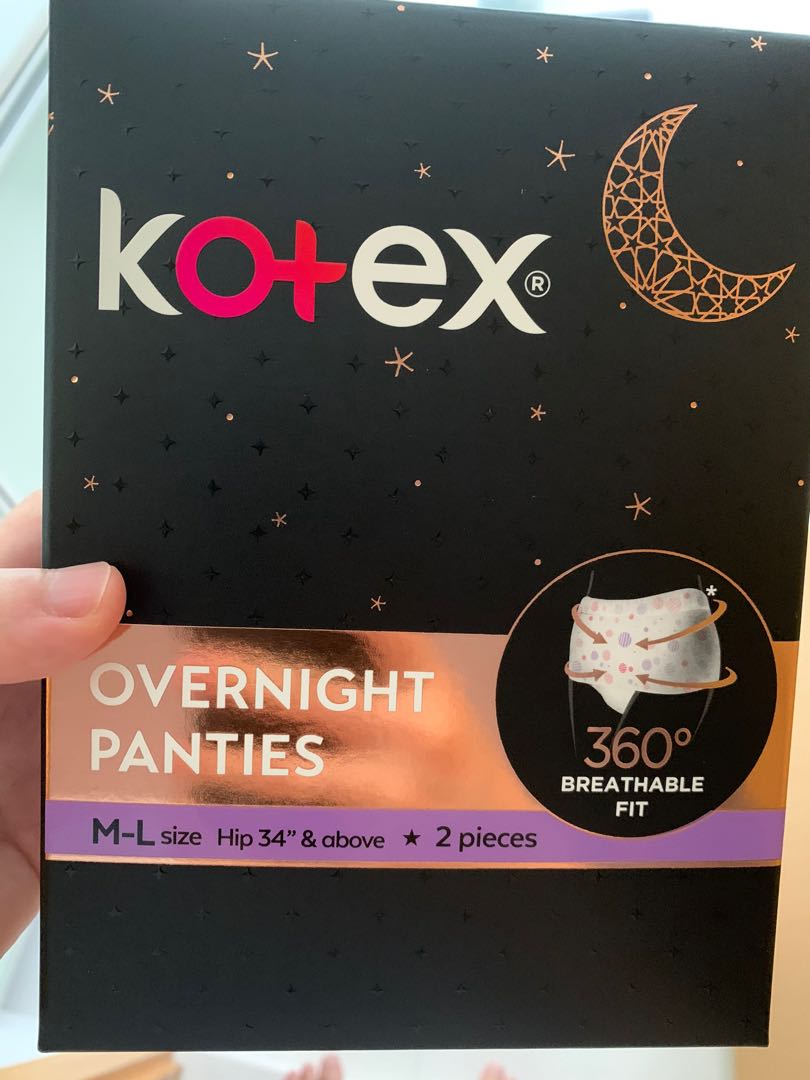 kotex®
*
360°
BREATHABLE
FIT
OVERNIGHT
PANTIES
M-L size Hip 34” & above ★ 2 pieces